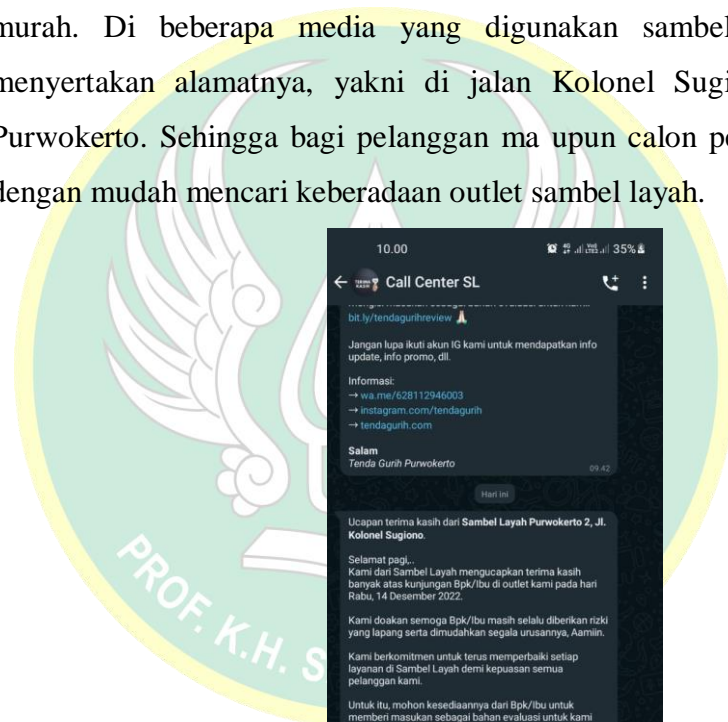 murah. Di beberapa media yang digunakan sambel
menyertakan alamatnya, yakni di jalan Kolonel Sugi
Purwokerto. Sehingga bagi pelanggan ma upun calon pe
dengan mudah mencari keberadaan outlet sambel layah.
10.00 35%
Call Center SL
bit.ly/tendagurihreview
Jangan lupa ikuti akun IG kami untuk mendapatkan info
update, info promo, dll.
Informasi:
→ wa.me/628112946003
→ instagram.com/tendagurih
→ tendagurih.com
Salam
Tenda Gurih Purwokerto
09.42
Hari ini
Ucapan terima kasih dari Sambel Layah Purwokerto 2, Jl.
Kolonel Sugiono.
Selamat pagi,..
Kami dari Sambel Layah mengucapkan terima kasih
banyak atas kunjungan Bpk/Ibu di outlet kami pada hari
Rabu, 14 Desember 2022.
Kami doakan semoga Bpk/Ibu masih selalu diberikan rizki
yang lapang serta dimudahkan segala urusannya, Aamiin.
Kami berkomitmen untuk terus memperbaiki setiap
layanan di Sambel Layah demi kepuasan semua
pelanggan kami.
Untuk itu, mohon kesediaannya dari Bpk/Ibu untuk
memberi masukan sebagai bahan evaluasi untuk kami
PROF. K.H. S